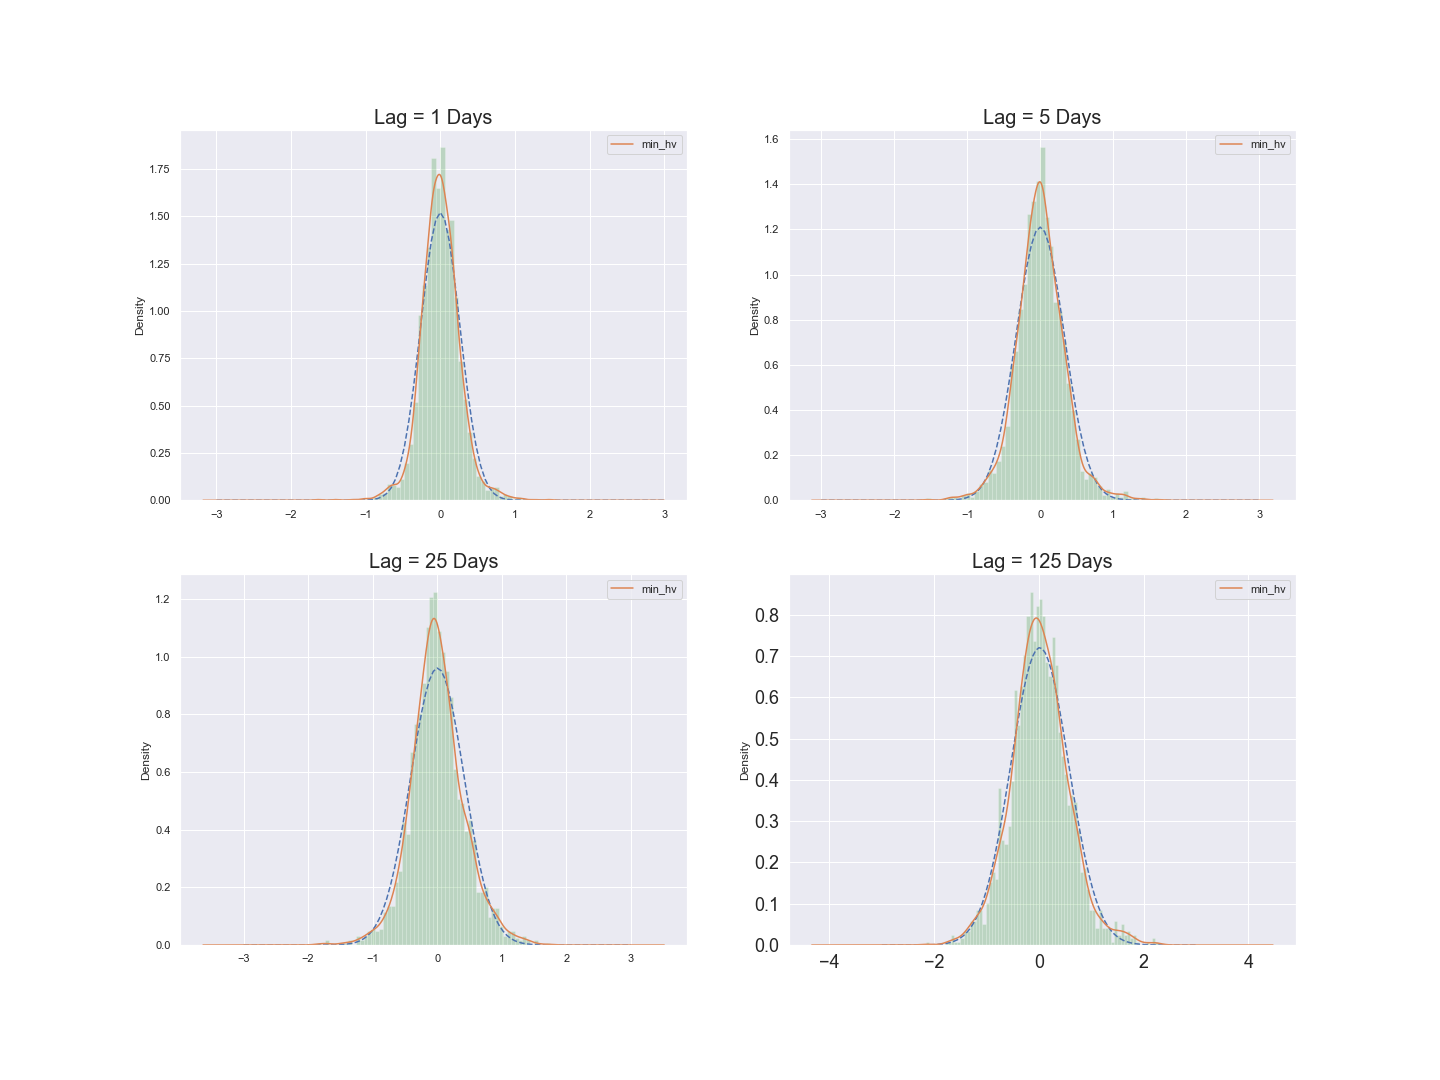 Lag = 1 Days
min_hv
Density
1.75
1.50
1.25
1.00
0.75
0.50
0.25
0.00
−3 −2 −1 0 1 2 3
Lag = 5 Days
min_hv
Density
1.6
1.4
1.2
1.0
0.8
0.6
0.4
0.2
0.0
−3 −2 −1 0 1 2 3
Lag = 25 Days
min_hv
Density
1.2
1.0
0.8
0.6
0.4
0.2
0.0
−3 −2 −1 0 1 2 3
Lag = 125 Days
min_hv
Density
0.8
0.7
0.6
0.5
0.4
0.3
0.2
0.1
0.0
−4 −2 0 2 4